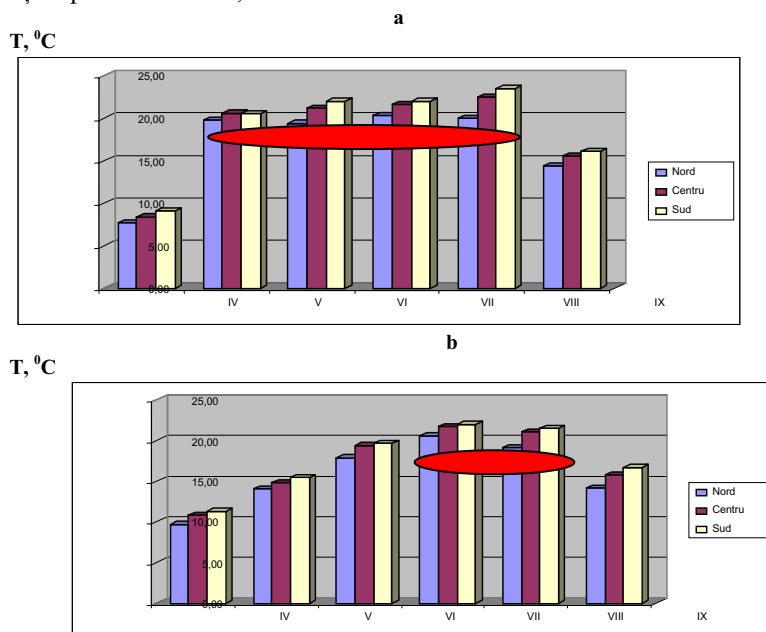 a
T, ⁰C
25,00
20,00
15,00
10,00
5,00
0,00
IV V VI VII VIII IX
Nord
Centru
Sud
b
T, ⁰C
25,00
20,00
15,00
10,00
5,00
0,00
IV V VI VII VIII IX
Nord
Centru
Sud